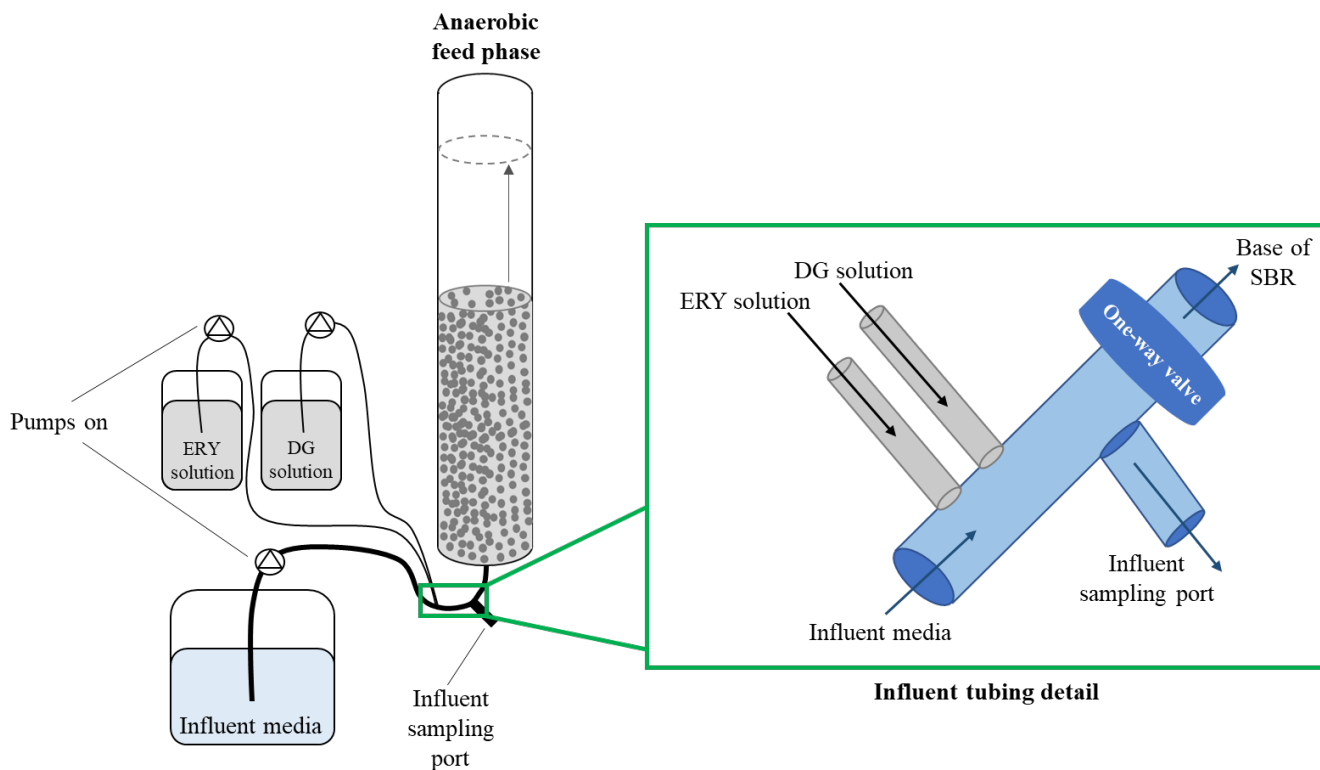 Anaerobic
feed phase
Pumps on
ERY
solution
DG
solution
Influent media
Influent
sampling
port
ERY solution
DG solution
One-way valve
Base of
SBR
Influent media
Influent
sampling port
Influent tubing detail